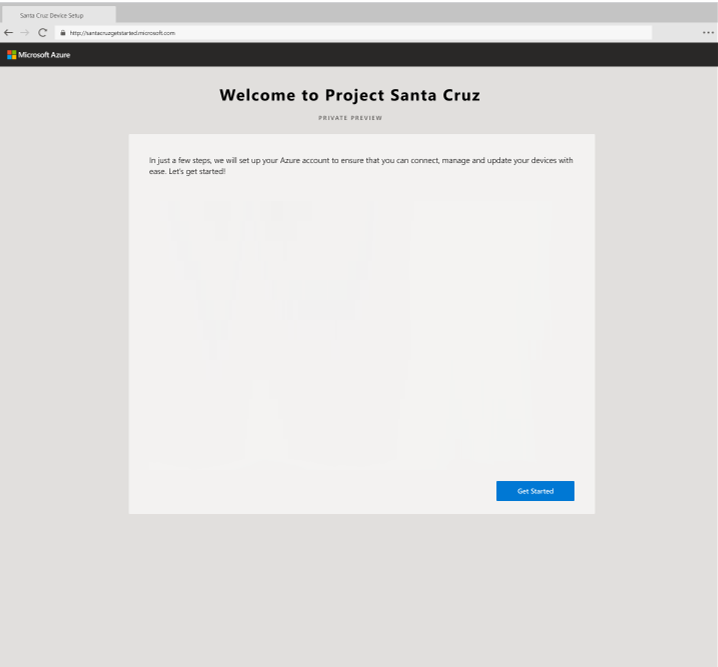 Santa Cruz Device Setup
http://santacruzgetstarted.microsoft.com
Microsoft Azure
Welcome to Project Santa Cruz
PRIVATE PREVIEW
In just a few steps, we will set up your Azure account to ensure that you can connect, manage and update your devices with
ease. Let's get started!
Get Started